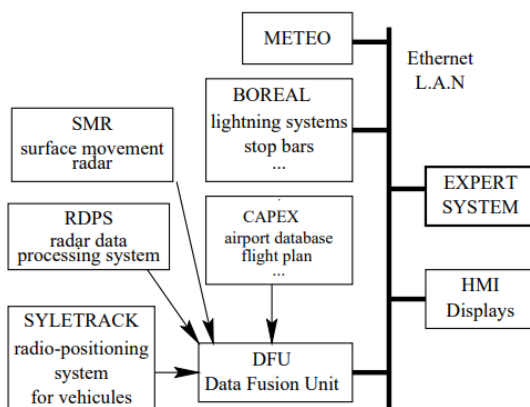 METEO
Ethernet
L.A.N
BOREAL
lightning systems
stop bars
...
SMR
surface movement
radar
EXPERT
SYSTEM
RDPS
radar data
processing system
CAPEX
airport database
flight plan
...
HMI
Displays
SYLETRACK
radio-positioning
system
for vehicules
DFU
Data Fusion Unit